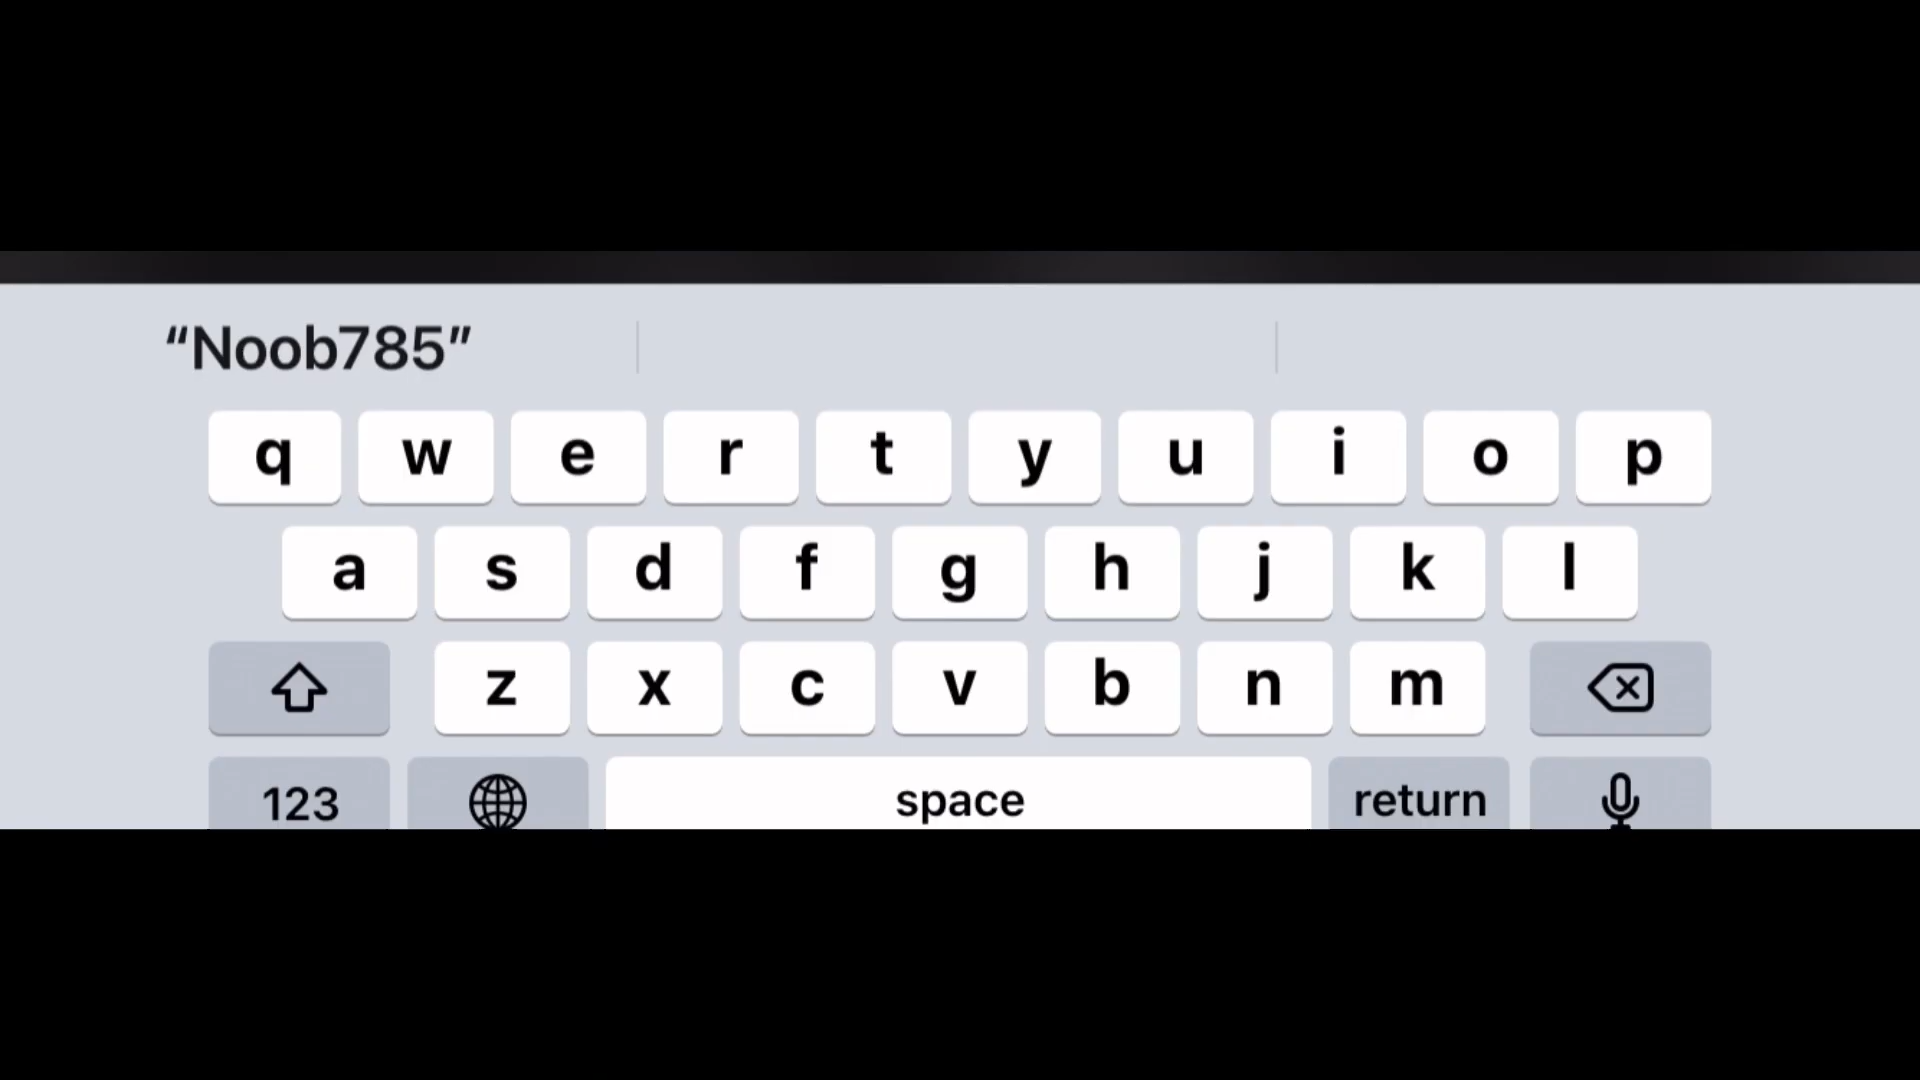 “Noob785”
q w e r t y u i o p
a s d f g h j k l
z x c v b n m
123 space return